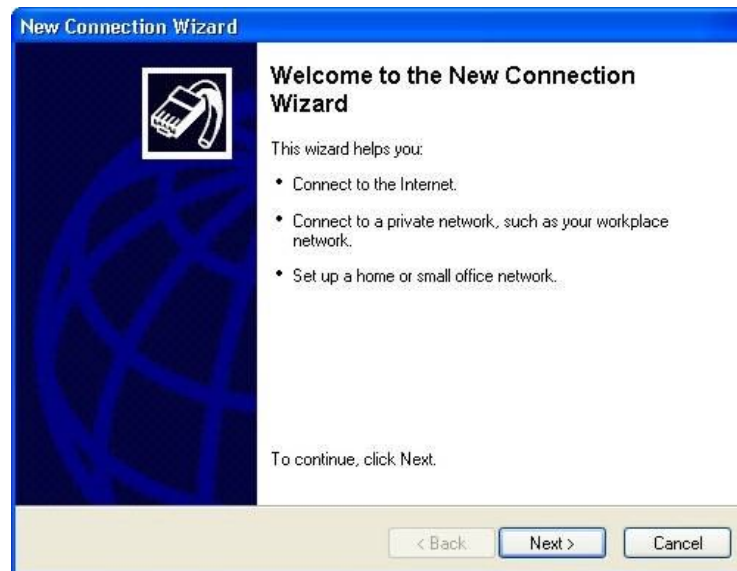 New Connection Wizard
Welcome to the New Connection
Wizard
This wizard helps you:
• Connect to the Internet.
• Connect to a private network, such as your workplace
network.
• Set up a home or small office network.
To continue, click Next.
< Back
Next >
Cancel